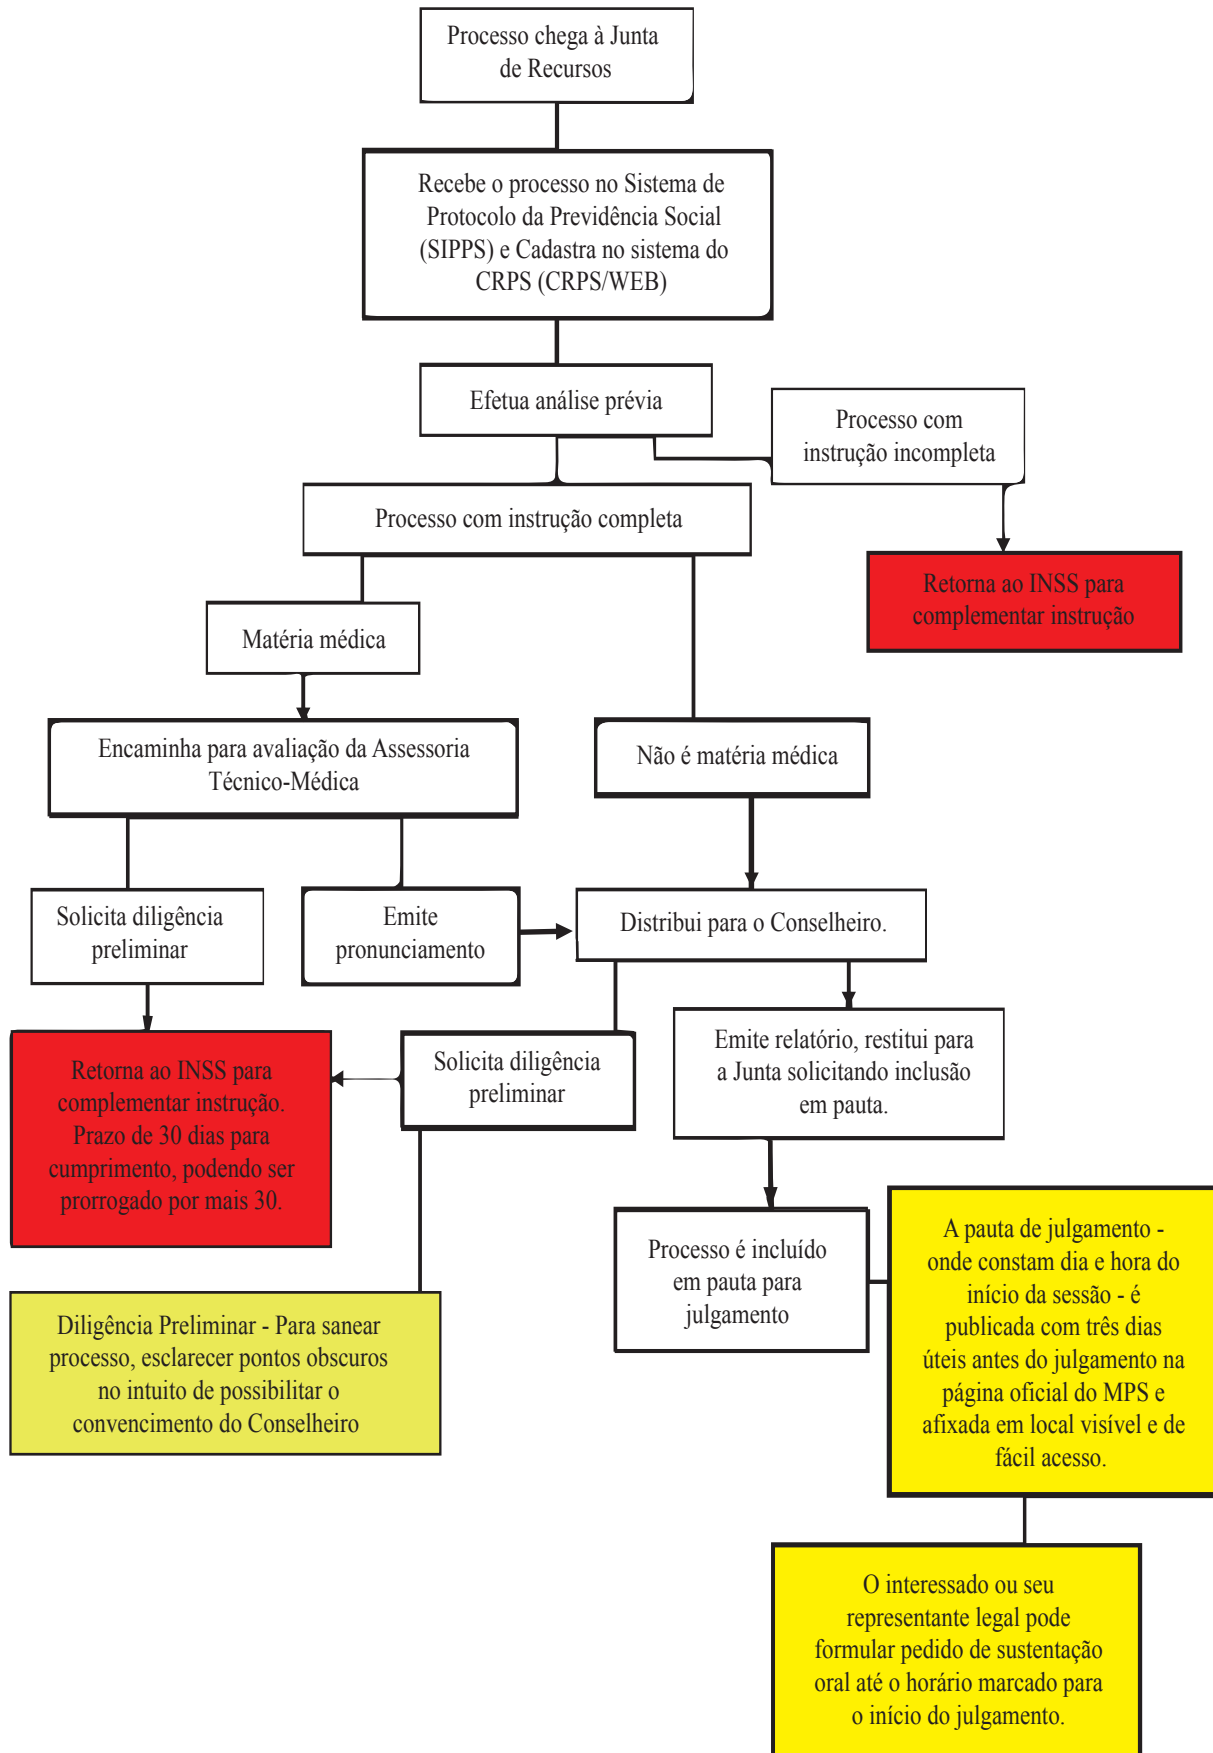 Processo chega à Junta
de Recursos
Recebe o processo no Sistema de
Protocolo da Previdência Social
(SIPPS) e Cadastra no sistema do
CRPS (CRPS/WEB)
Efetua análise prévia
Processo com
instrução incompleta
Processo com instrução completa
Retorna ao INSS para
complementar instrução
Matéria médica
Encaminha para avaliação da Assessoria
Técnico-Médica
Não é matéria médica
Solicita diligência
preliminar
Emite
pronunciamento
Distribui para o Conselheiro.
Retorna ao INSS para
complementar instrução.
Prazo de 30 dias para
cumprimento, podendo ser
prorrogado por mais 30.
Solicita diligência
preliminar
Emite relatório, restitui para
a Junta solicitando inclusão
em pauta.
Processo é incluído
em pauta para
julgamento
A pauta de julgamento -
onde constam dia e hora do
início da sessão - é
publicada com três dias
úteis antes do julgamento na
página oficial do MPS e
afixada em local visível e de
fácil acesso.
Diligência Preliminar - Para sanear
processo, esclarecer pontos obscuros
no intuito de possibilitar o
convencimento do Conselheiro
O interessado ou seu
representante legal pode
formular pedido de sustentação
oral até o horário marcado para
o início do julgamento.